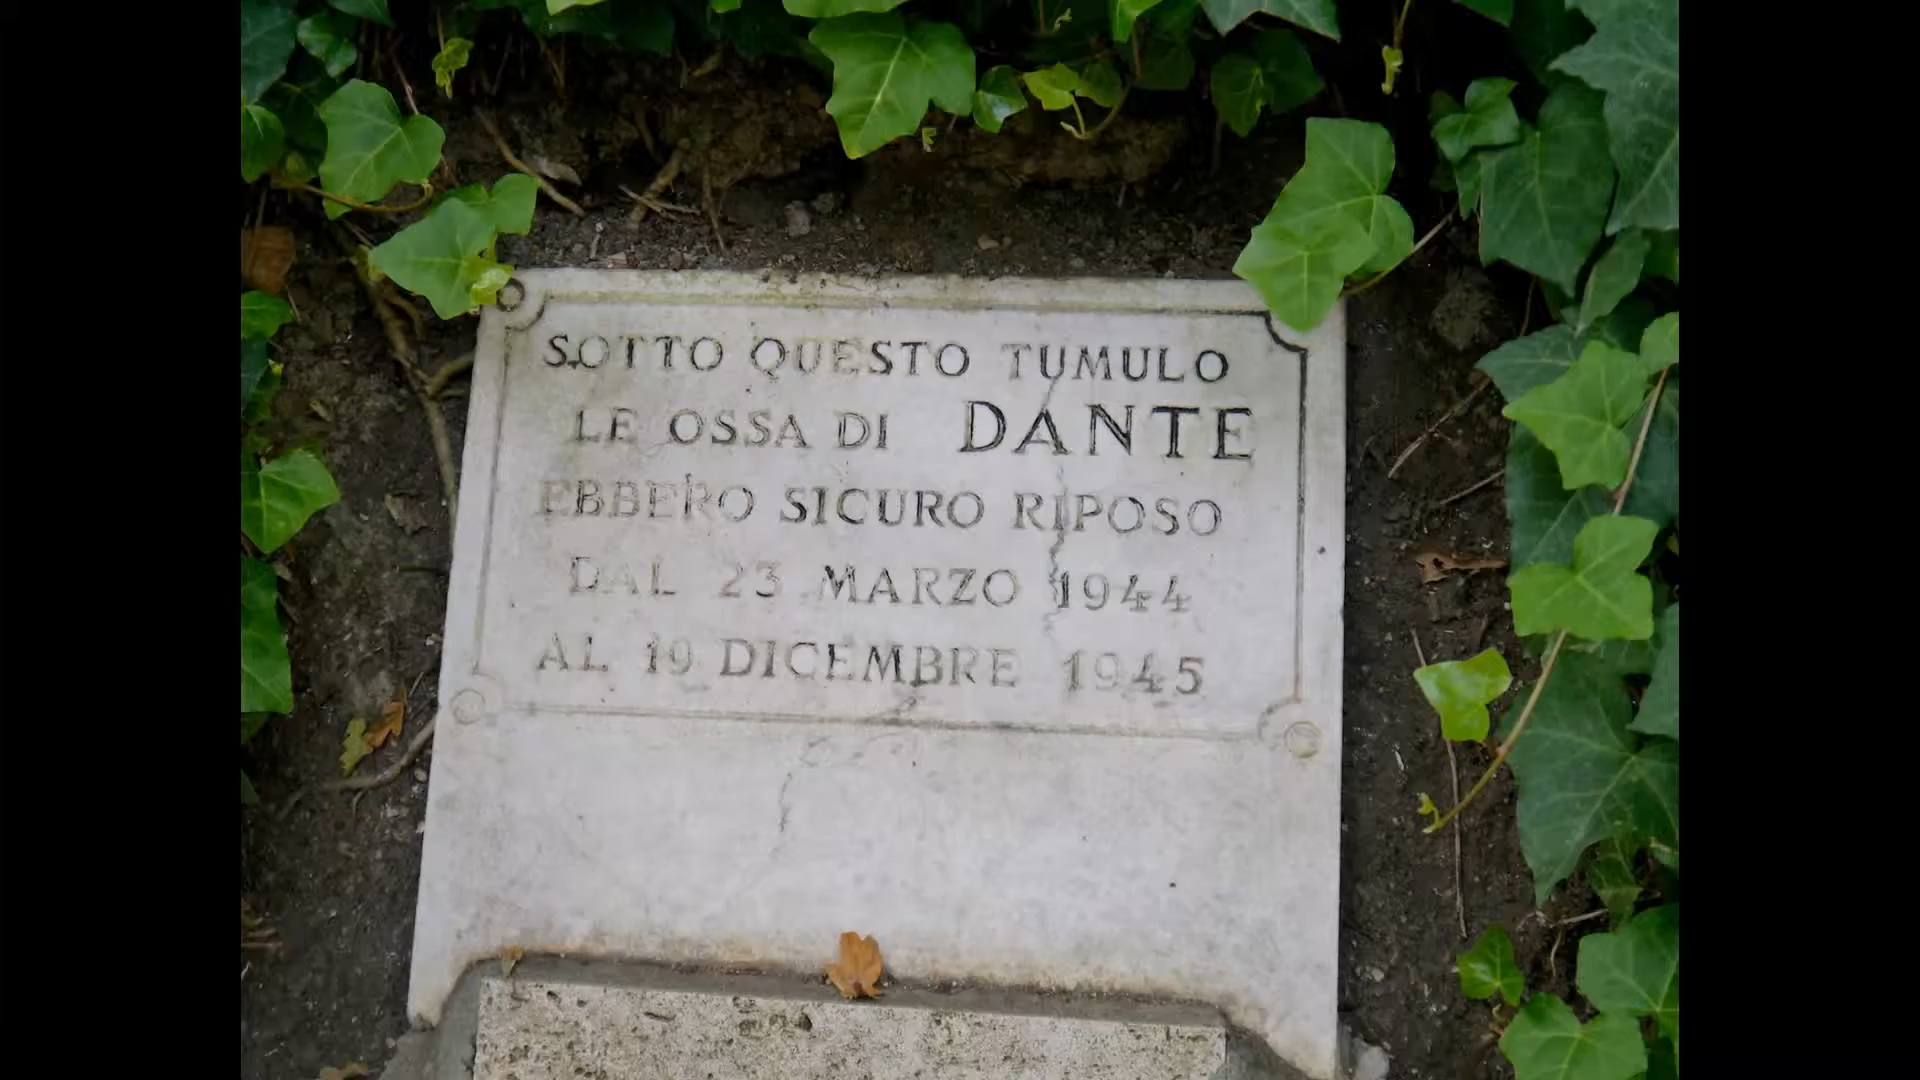 SOTTO QUESTO TUMULO
LE OSSA DI DANTE
EBBERO SICURO RIPOSO
DAL 23 MARZO 1944
AL 19 DICEMBRE 1945